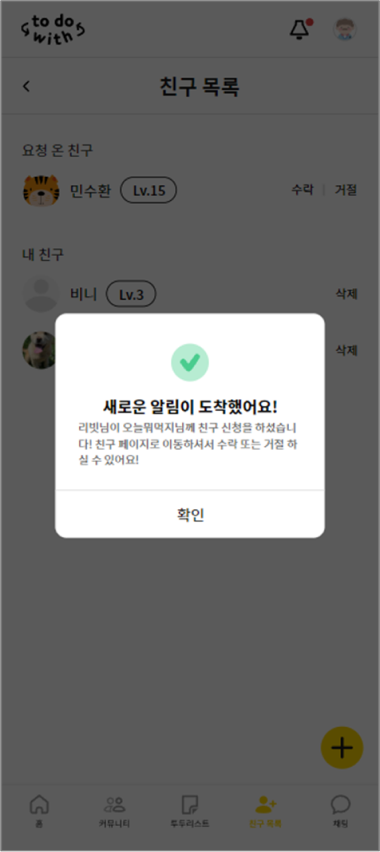 to do
with
친구 목록
요청 온 친구
민수환 Lv.15 수락 | 거절
내 친구
비니 Lv.3 삭제
삭제
새로운 알림이 도착했어요!
리빗님이 오늘뭐먹지님께 친구 신청을 하셨습니
다! 친구 페이지로 이동하셔서 수락 또는 거절 하
실 수 있어요!
확인
홈 커뮤니티 투두리스트 친구 목록 채팅